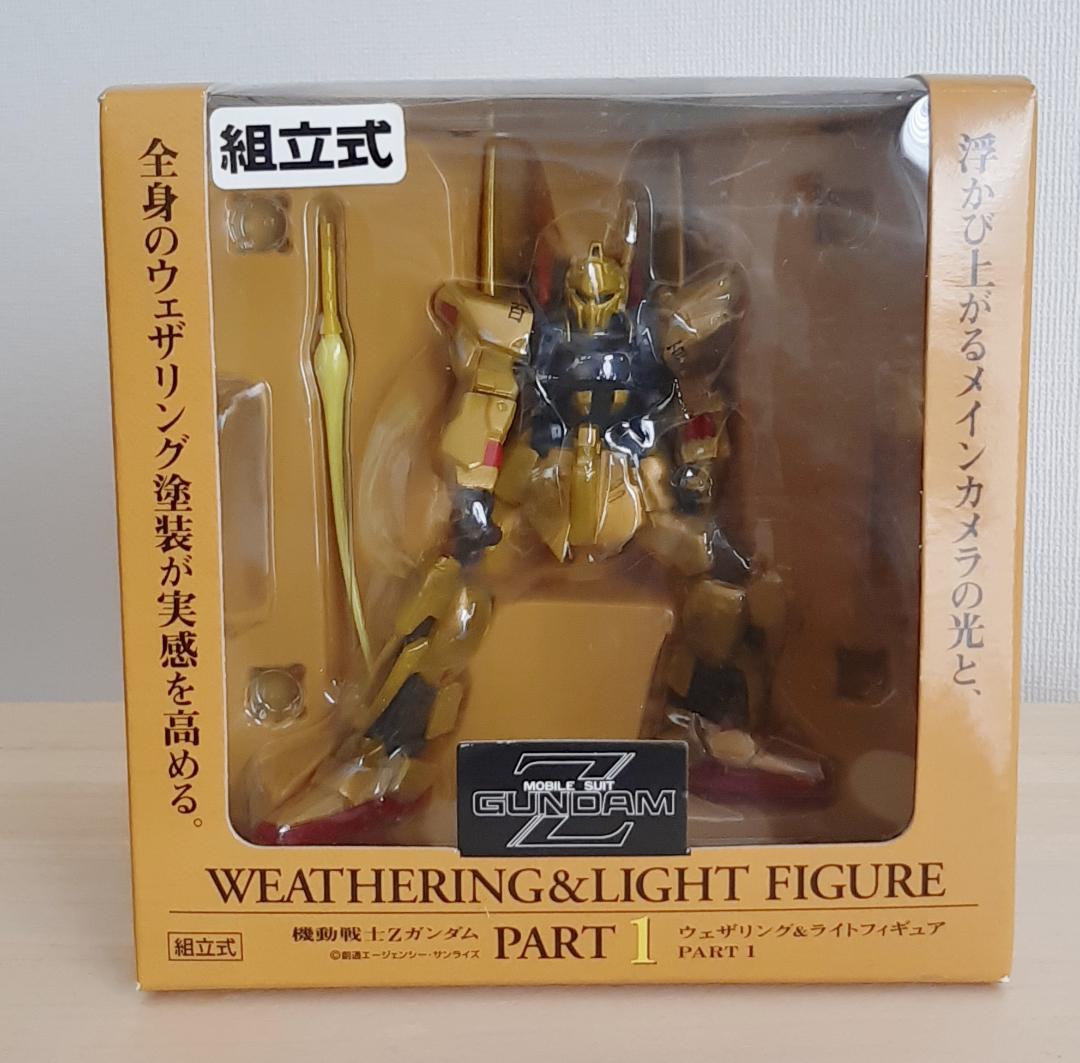 組立式
浮かび上がるメインカメラの光と、
全身のウェザリング塗装が実感を高める。
百
百
MOBILE SUIT
Z GUNDAM
WEATHERING&LIGHT FIGURE
組立式
機動戦士Zガンダム
©創通エージェンシー・サンライズ
PART 1
ウェザリング&ライトフィギュア
PART 1